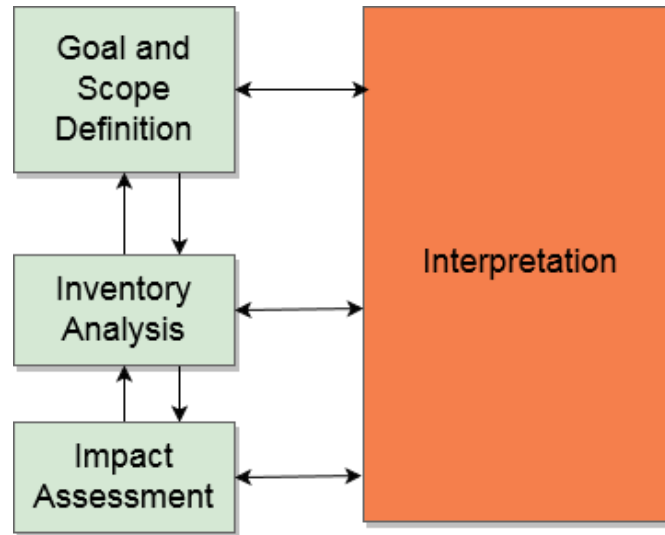 Goal and
Scope
Definition
Interpretation
Inventory
Analysis
Impact
Assessment